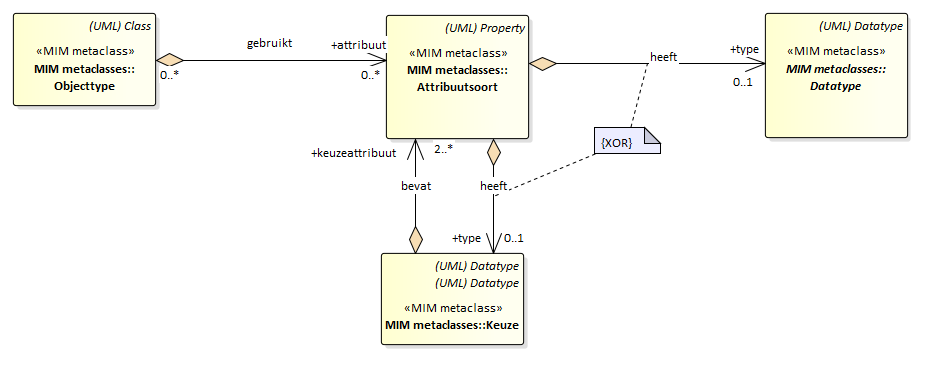 (UML) Class
«MIM metaclass»
MIM metaclasses::
Objecttype
gebruikt
+attribuut
0..*
0..*
(UML) Property
«MIM metaclass»
MIM metaclasses::
Attribuutsoort
heeft
+type
0..1
(UML) Datatype
«MIM metaclass»
MIM metaclasses::
Datatype
{XOR}
+keuzeattribuut
2..*
bevat
heeft
+type
0..1
(UML) Datatype
(UML) Datatype
«MIM metaclass»
MIM metaclasses::Keuze